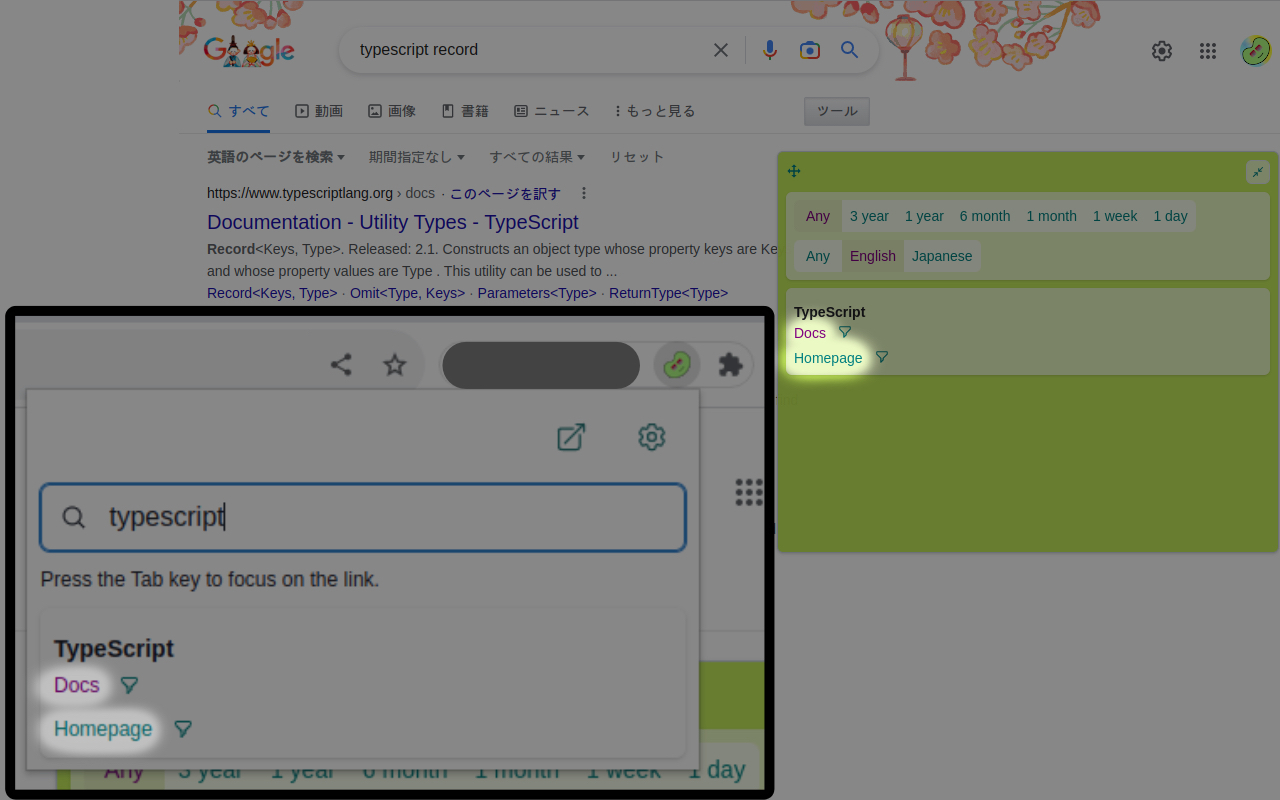 Google
typescript record
すべて 動画 画像 書籍 ニュース もっと見る ツール
英語のページを検索 期間指定なし すべての結果 リセット
https://www.typescriptlang.org › docs · このページを訳す
Documentation - Utility Types - TypeScript
Record<Keys, Type>. Released: 2.1. Constructs an object type whose property keys are Ke
and whose property values are Type . This utility can be used to ...
Record<Keys, Type> · Omit<Type, Keys> · Parameters<Type> · ReturnType<Type>
Any 3 year 1 year 6 month 1 month 1 week 1 day
Any English Japanese
TypeScript
Docs
Homepage
typescript
Press the Tab key to focus on the link.
TypeScript
Docs
Homepage
Any 3 year 1 year 6 month 1 month 1 week 1 day